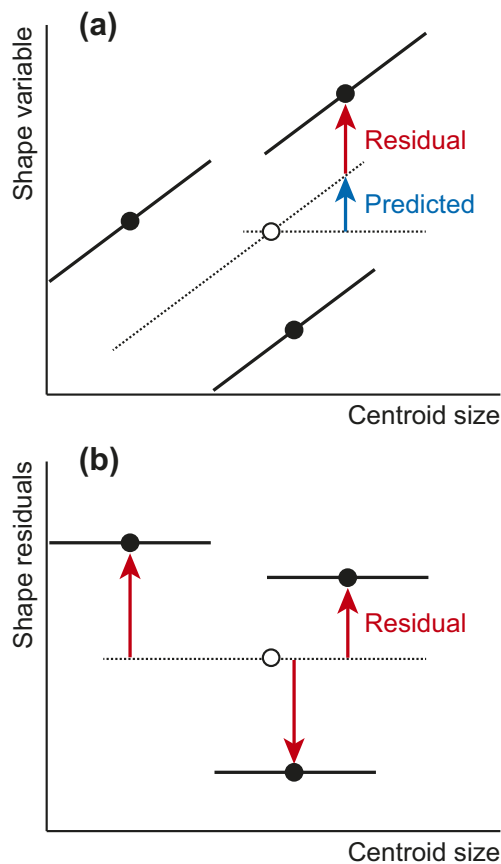 (a)
Shape variable
Residual
Predicted
Centroid size
(b)
Shape residuals
Residual
Centroid size